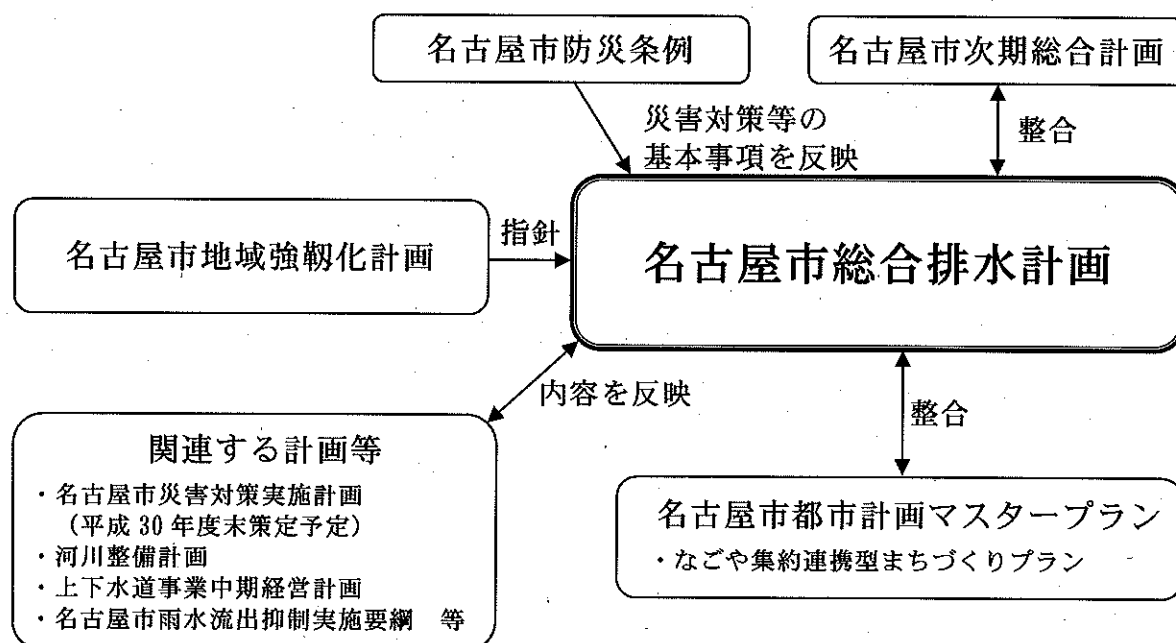 名古屋市防災条例
名古屋市次期総合計画
災害対策等の
基本事項を反映
整合
名古屋市地域強靱化計画
指針
名古屋市総合排水計画
内容を反映
整合
関連する計画等
・名古屋市災害対策実施計画
（平成 30 年度末策定予定）
・河川整備計画
・上下水道事業中期経営計画
・名古屋市雨水流出抑制実施要綱　等
名古屋市都市計画マスタープラン
・なごや集約連携型まちづくりプラン